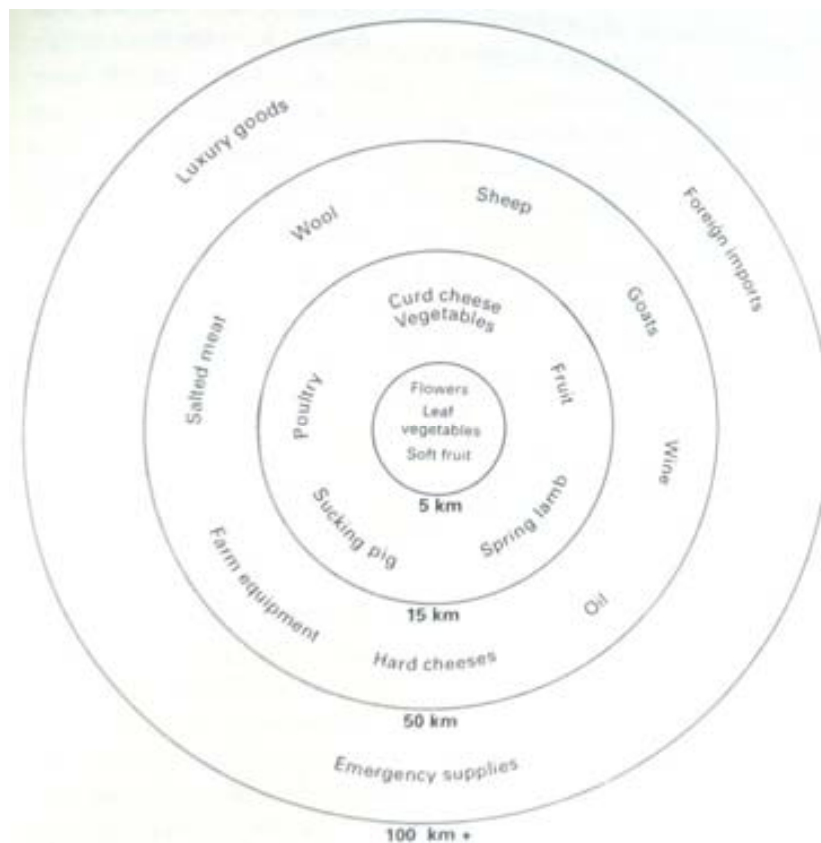 Luxury goods
Foreign imports
Wool
Sheep
Goats
Salted meat
Curd cheese
Vegetables
Poultry
Fruit
Flowers
Leaf
vegetables
Soft fruit
Wine
5 km
Sucking pig
Spring lamb
Farm equipment
15 km
Oil
Hard cheeses
50 km
Emergency supplies
100 km +